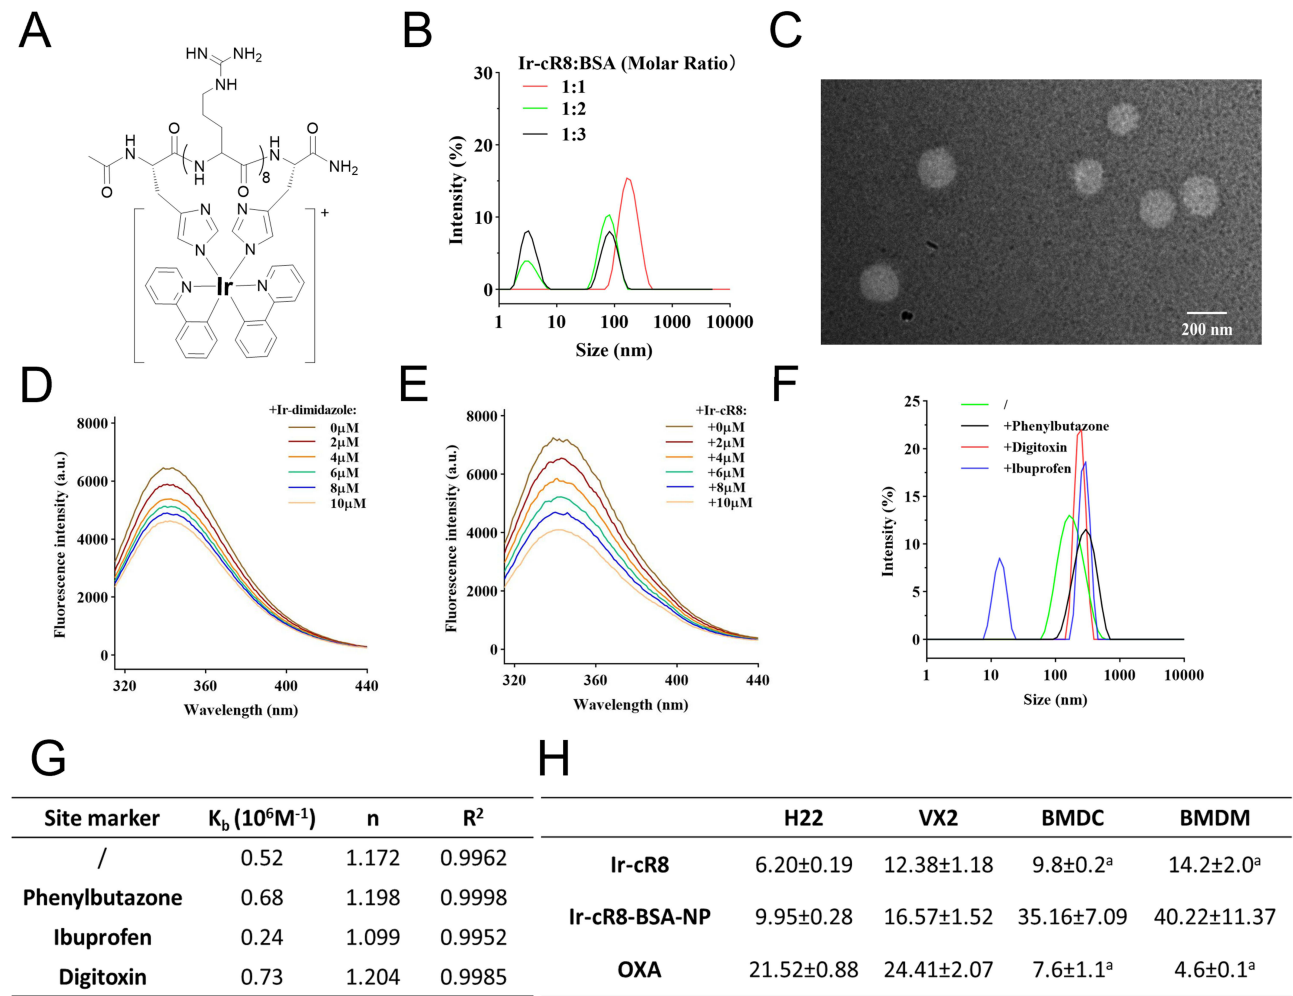 A
HN
NH2
NH
H
N
O
O
N
H
O
8
H
N
O
NH2
N
N
N
N
+
N
Ir
N
B
Ir-cR8:BSA (Molar Ratio)
1:1
1:2
1:3
30
20
10
0
Intensity (%)
1 10 100 1000 10000
Size (nm)
C
200 nm
D
+Ir-dimidazole:
0μM
2μM
4μM
6μM
8μM
10μM
8000
6000
4000
2000
0
Fluorescence intensity (a.u.)
320 360 400 440
Wavelength (nm)
E
+Ir-cR8:
+0μM
+2μM
+4μM
+6μM
+8μM
+10μM
8000
6000
4000
2000
0
Fluorescence intensity (a.u.)
320 360 400 440
Wavelength (nm)
F
/
+Phenylbutazone
+Digitoxin
+Ibuprofen
25
20
15
10
5
0
Intensity (%)
1 10 100 1000 10000
Size (nm)
G
Site marker Kb (10⁶M⁻¹) n R²
/ 0.52 1.172 0.9962
Phenylbutazone 0.68 1.198 0.9998
Ibuprofen 0.24 1.099 0.9952
Digitoxin 0.73 1.204 0.9985
H
H22 VX2 BMDC BMDM
Ir-cR8 6.20±0.19 12.38±1.18 9.8±0.2ᵃ 14.2±2.0ᵃ
Ir-cR8-BSA-NP 9.95±0.28 16.57±1.52 35.16±7.09 40.22±11.37
OXA 21.52±0.88 24.41±2.07 7.6±1.1ᵃ 4.6±0.1ᵃ